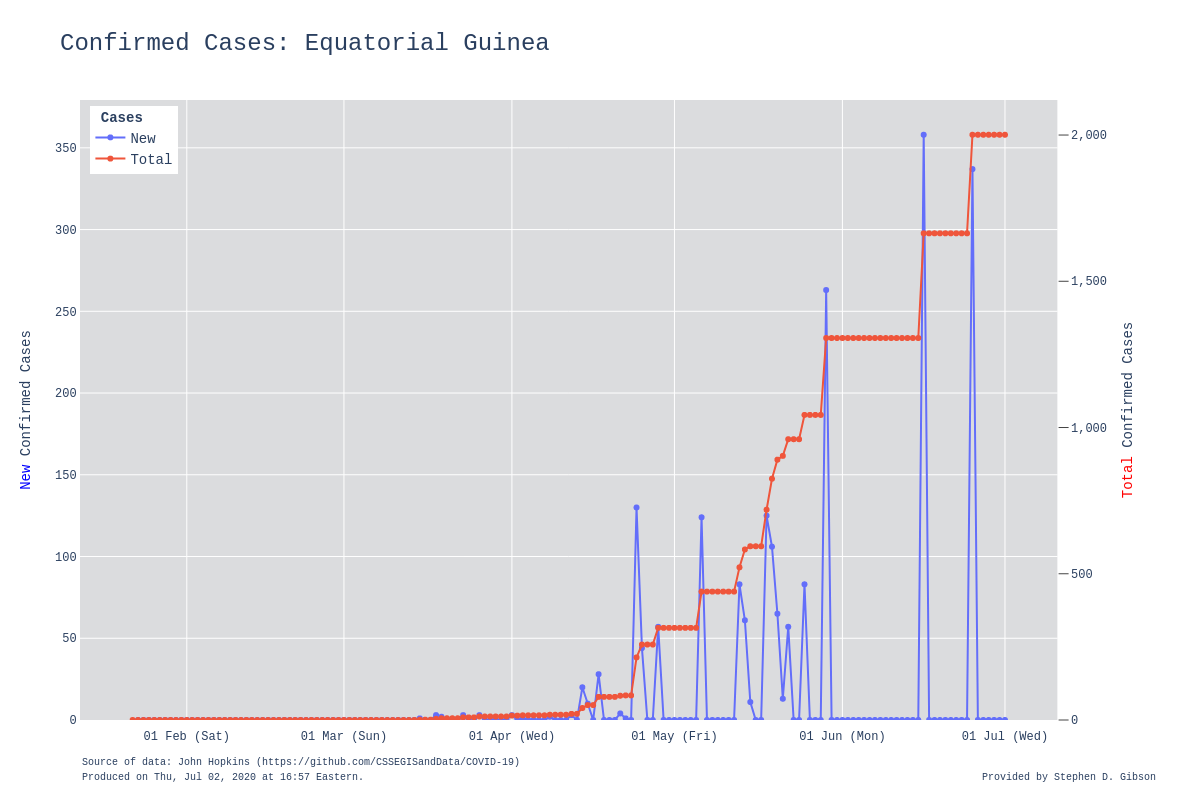 Confirmed Cases: Equatorial Guinea
Cases
New
Total
350
300
250
200
150
100
50
0
2,000
1,500
1,000
500
0
New Confirmed Cases
Total Confirmed Cases
01 Feb (Sat)
01 Mar (Sun)
01 Apr (Wed)
01 May (Fri)
01 Jun (Mon)
01 Jul (Wed)
Source of data: John Hopkins (https://github.com/CSSEGISandData/COVID-19)
Produced on Thu, Jul 02, 2020 at 16:57 Eastern.
Provided by Stephen D. Gibson